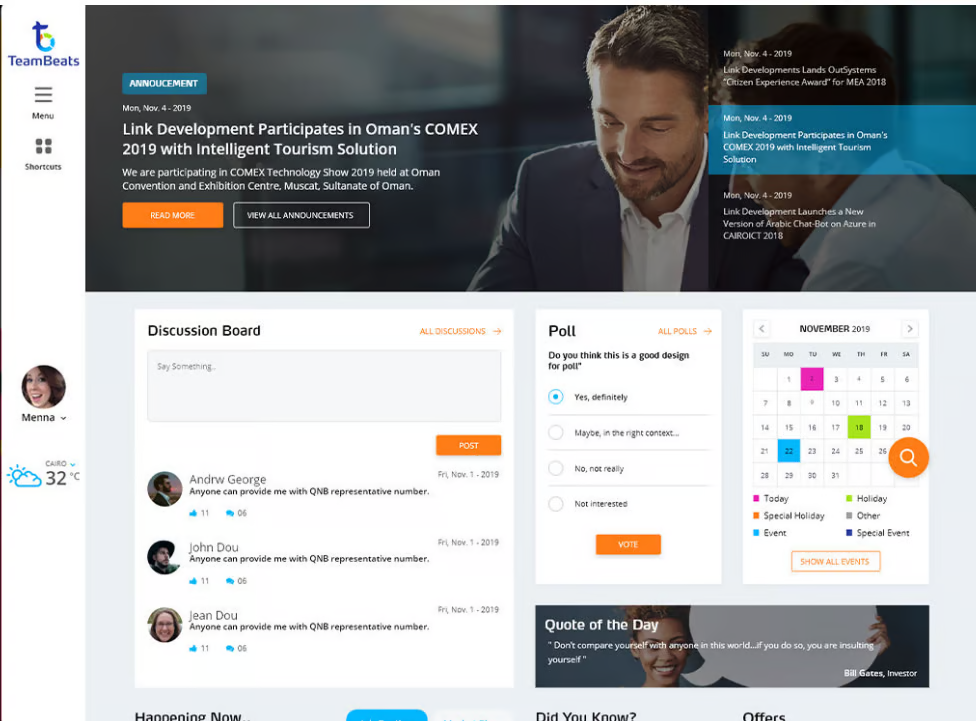 TeamBeats
Menu
Shortcuts
Menna
CAIRO
32 °C
ANNOUCEMENT
Mon, Nov. 4 - 2019
Link Development Participates in Oman's COMEX
2019 with Intelligent Tourism Solution
We are participating in COMEX Technology Show 2019 held at Oman
Convention and Exhibition Centre, Muscat, Sultanate of Oman.
READ MORE
VIEW ALL ANNOUNCEMENTS
Mon, Nov. 4 - 2019
Link Developments Lands OutSystems
"Citizen Experience Award" for MEA 2018
Mon, Nov. 4 - 2019
Link Development Participates in Oman's
COMEX 2019 with Intelligent Tourism
Solution
Mon, Nov. 4 - 2019
Link Development Launches a New
Version of Arabic Chat-Bot on Azure in
CAIROICT 2018
Discussion Board
ALL DISCUSSIONS →
Say Something..
POST
Andrw George
Fri, Nov. 1 - 2019
Anyone can provide me with QNB representative number.
11 06
John Dou
Fri, Nov. 1 - 2019
Anyone can provide me with QNB representative number.
11 06
Jean Dou
Fri, Nov. 1 - 2019
Anyone can provide me with QNB representative number.
11 06
Poll
ALL POLLS →
Do you think this is a good design
for poll"
Yes, definitely
Maybe, in the right context...
No, not really
Not interested
VOTE
< NOVEMBER 2019 >
SU MO TU WE TH FR SA
1 2 3 4 5 6
7 8 9 10 11 12 13
14 15 16 17 18 19 20
21 22 23 24 25 26
28 29 30 31
Today Holiday
Special Holiday Other
Event Special Event
SHOW ALL EVENTS
Quote of the Day
" Don't compare yourself with anyone in this world...if you do so, you are insulting
yourself "
Bill Gates, Investor
Happening Now..
Did You Know?
Offers